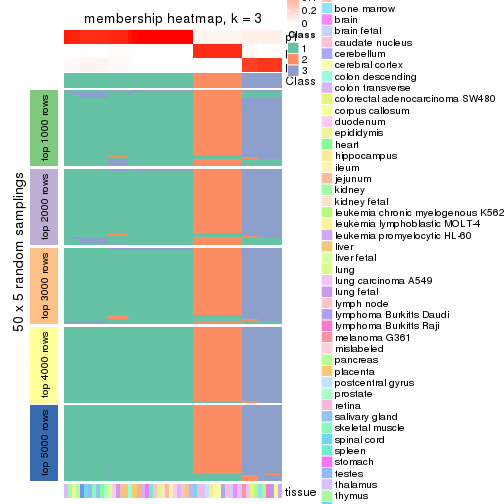 membership heatmap, k = 3
0.2
0
Class
1
2
3
Class
50 x 5 random samplings
top 1000 rows
top 2000 rows
top 3000 rows
top 4000 rows
top 5000 rows
tissue
bone marrow
brain
brain fetal
caudate nucleus
cerebellum
cerebral cortex
colon descending
colon transverse
colorectal adenocarcinoma SW480
corpus callosum
duodenum
epididymis
heart
hippocampus
ileum
jejunum
kidney
kidney fetal
leukemia chronic myelogenous K562
leukemia lymphoblastic MOLT-4
leukemia promyelocytic HL-60
liver
liver fetal
lung
lung carcinoma A549
lung fetal
lymph node
lymphoma Burkitts Daudi
lymphoma Burkitts Raji
melanoma G361
mislabeled
pancreas
placenta
postcentral gyrus
prostate
retina
salivary gland
skeletal muscle
spinal cord
spleen
stomach
testes
thalamus
thymus